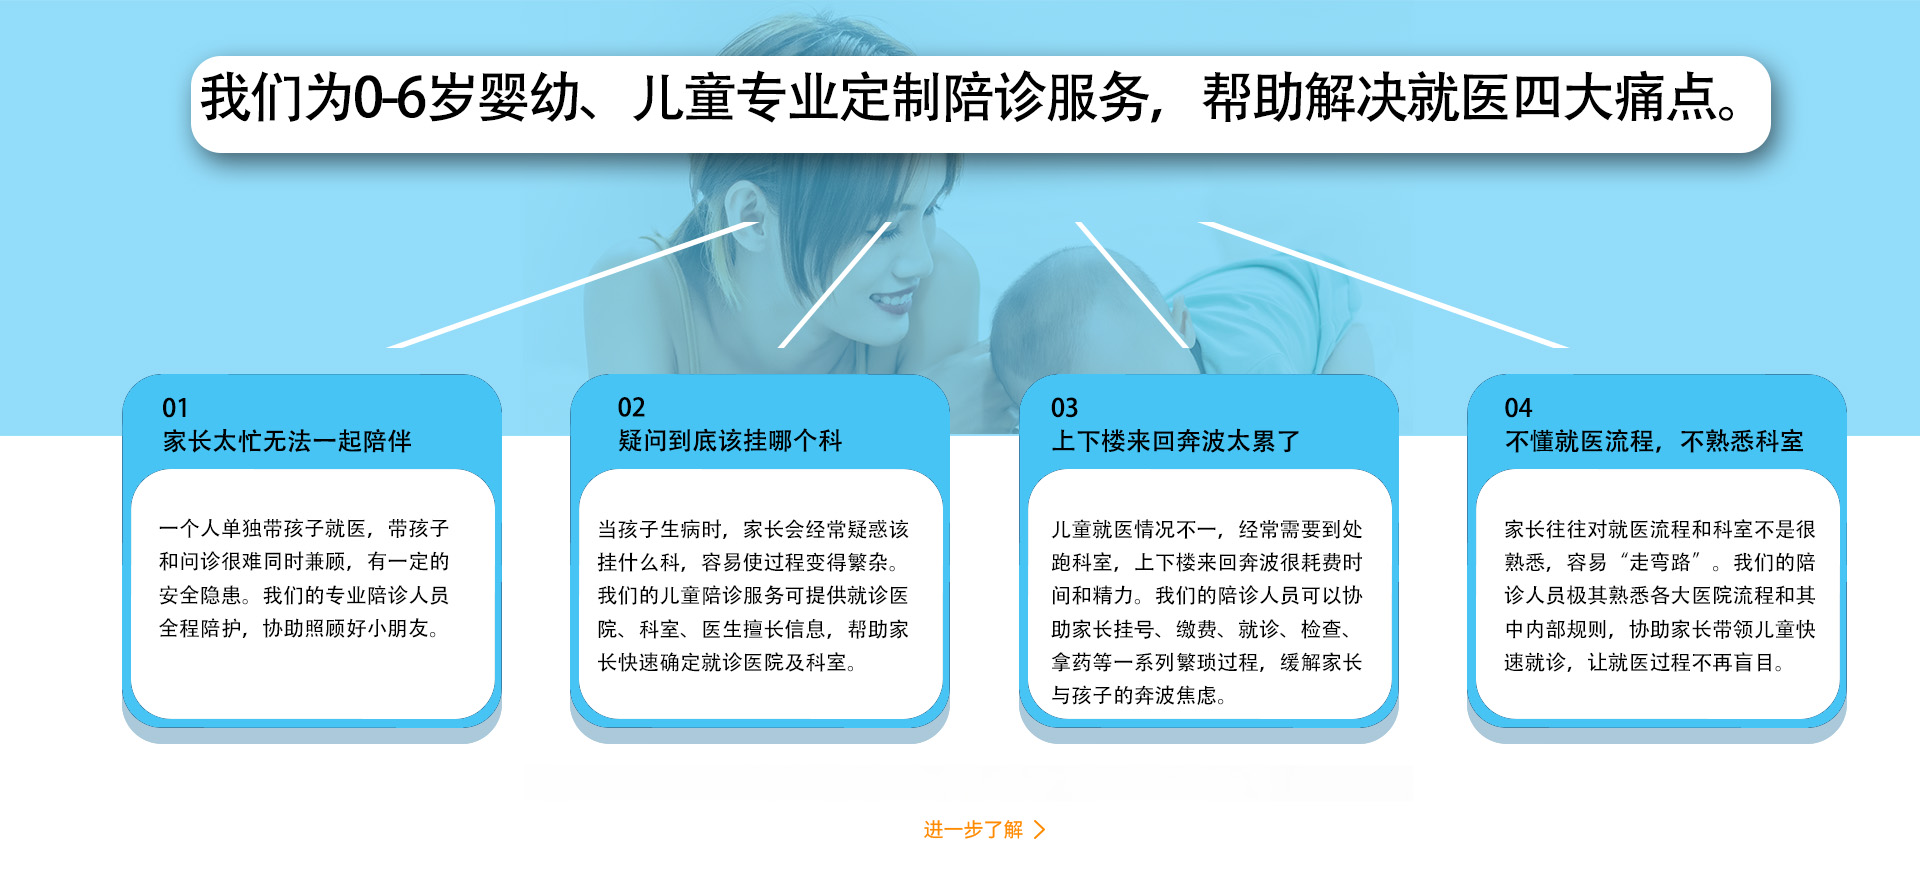 我们为0-6岁婴幼、儿童专业定制陪诊服务，帮助解决就医四大痛点。
01
家长太忙无法一起陪伴
一个人单独带孩子就医，带孩子
和问诊很难同时兼顾，有一定的
安全隐患。我们的专业陪诊人员
全程陪护，协助照顾好小朋友。
02
疑问到底该挂哪个科
当孩子生病时，家长会经常疑惑该
挂什么科，容易使过程变得繁杂。
我们的儿童陪诊服务可提供就诊医
院、科室、医生擅长信息，帮助家
长快速确定就诊医院及科室。
03
上下楼来回奔波太累了
儿童就医情况不一，经常需要到处
跑科室，上下楼来回奔波很耗费时
间和精力。我们的陪诊人员可以协
助家长挂号、缴费、就诊、检查、
拿药等一系列繁琐过程，缓解家长
与孩子的奔波焦虑。
04
不懂就医流程，不熟悉科室
家长往往对就医流程和科室不是很
熟悉，容易“走弯路”。我们的陪
诊人员极其熟悉各大医院流程和其
中内部规则，协助家长带领儿童快
速就诊，让就医过程不再盲目。
进一步了解 >